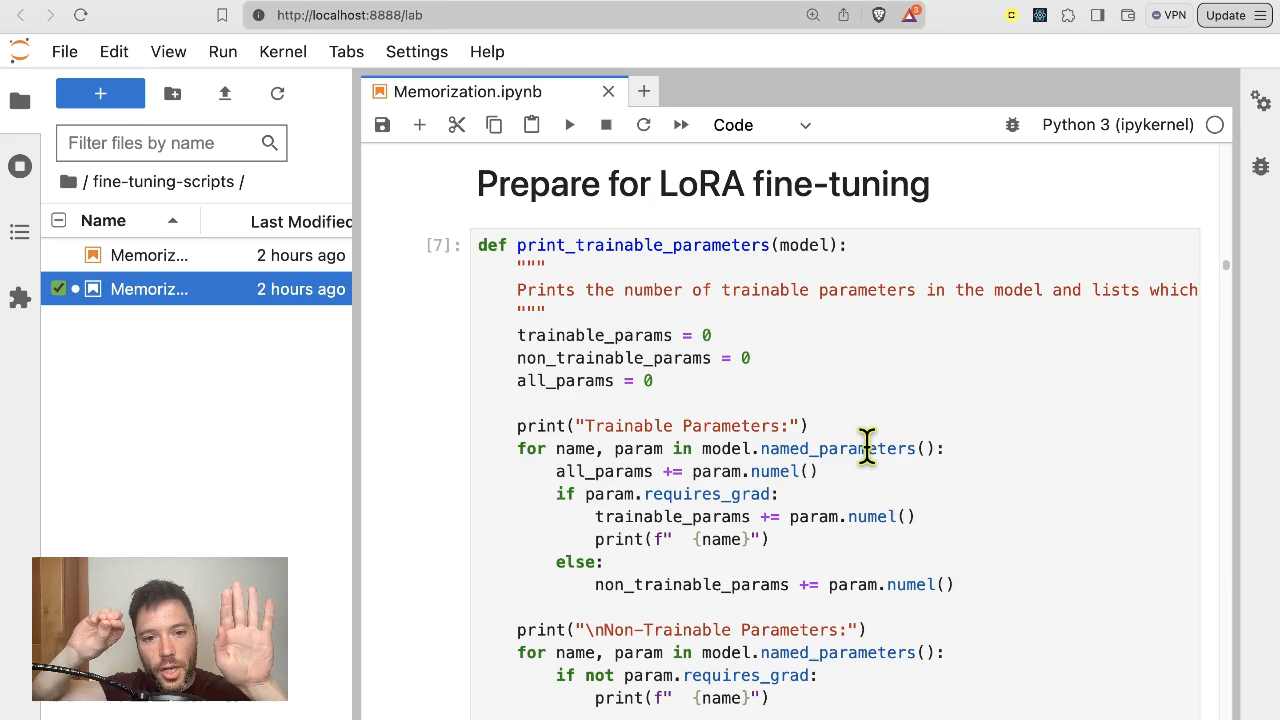 http://localhost:8888/lab
3
VPN
Update
File Edit View Run Kernel Tabs Settings Help
+
Memorization.ipynb
+
Filter files by name
Code
Python 3 (ipykernel)
/ fine-tuning-scripts /
Name
Last Modified
Memoriz... 2 hours ago
Memoriz... 2 hours ago
Prepare for LoRA fine-tuning
[7]:
def print_trainable_parameters(model):
    """
    Prints the number of trainable parameters in the model and lists which
    """
    trainable_params = 0
    non_trainable_params = 0
    all_params = 0
    print("Trainable Parameters:")
    for name, param in model.named_parameters():
        all_params += param.numel()
        if param.requires_grad:
            trainable_params += param.numel()
            print(f"  {name}")
        else:
            non_trainable_params += param.numel()
    print("\nNon-Trainable Parameters:")
    for name, param in model.named_parameters():
        if not param.requires_grad:
            print(f"  {name}")